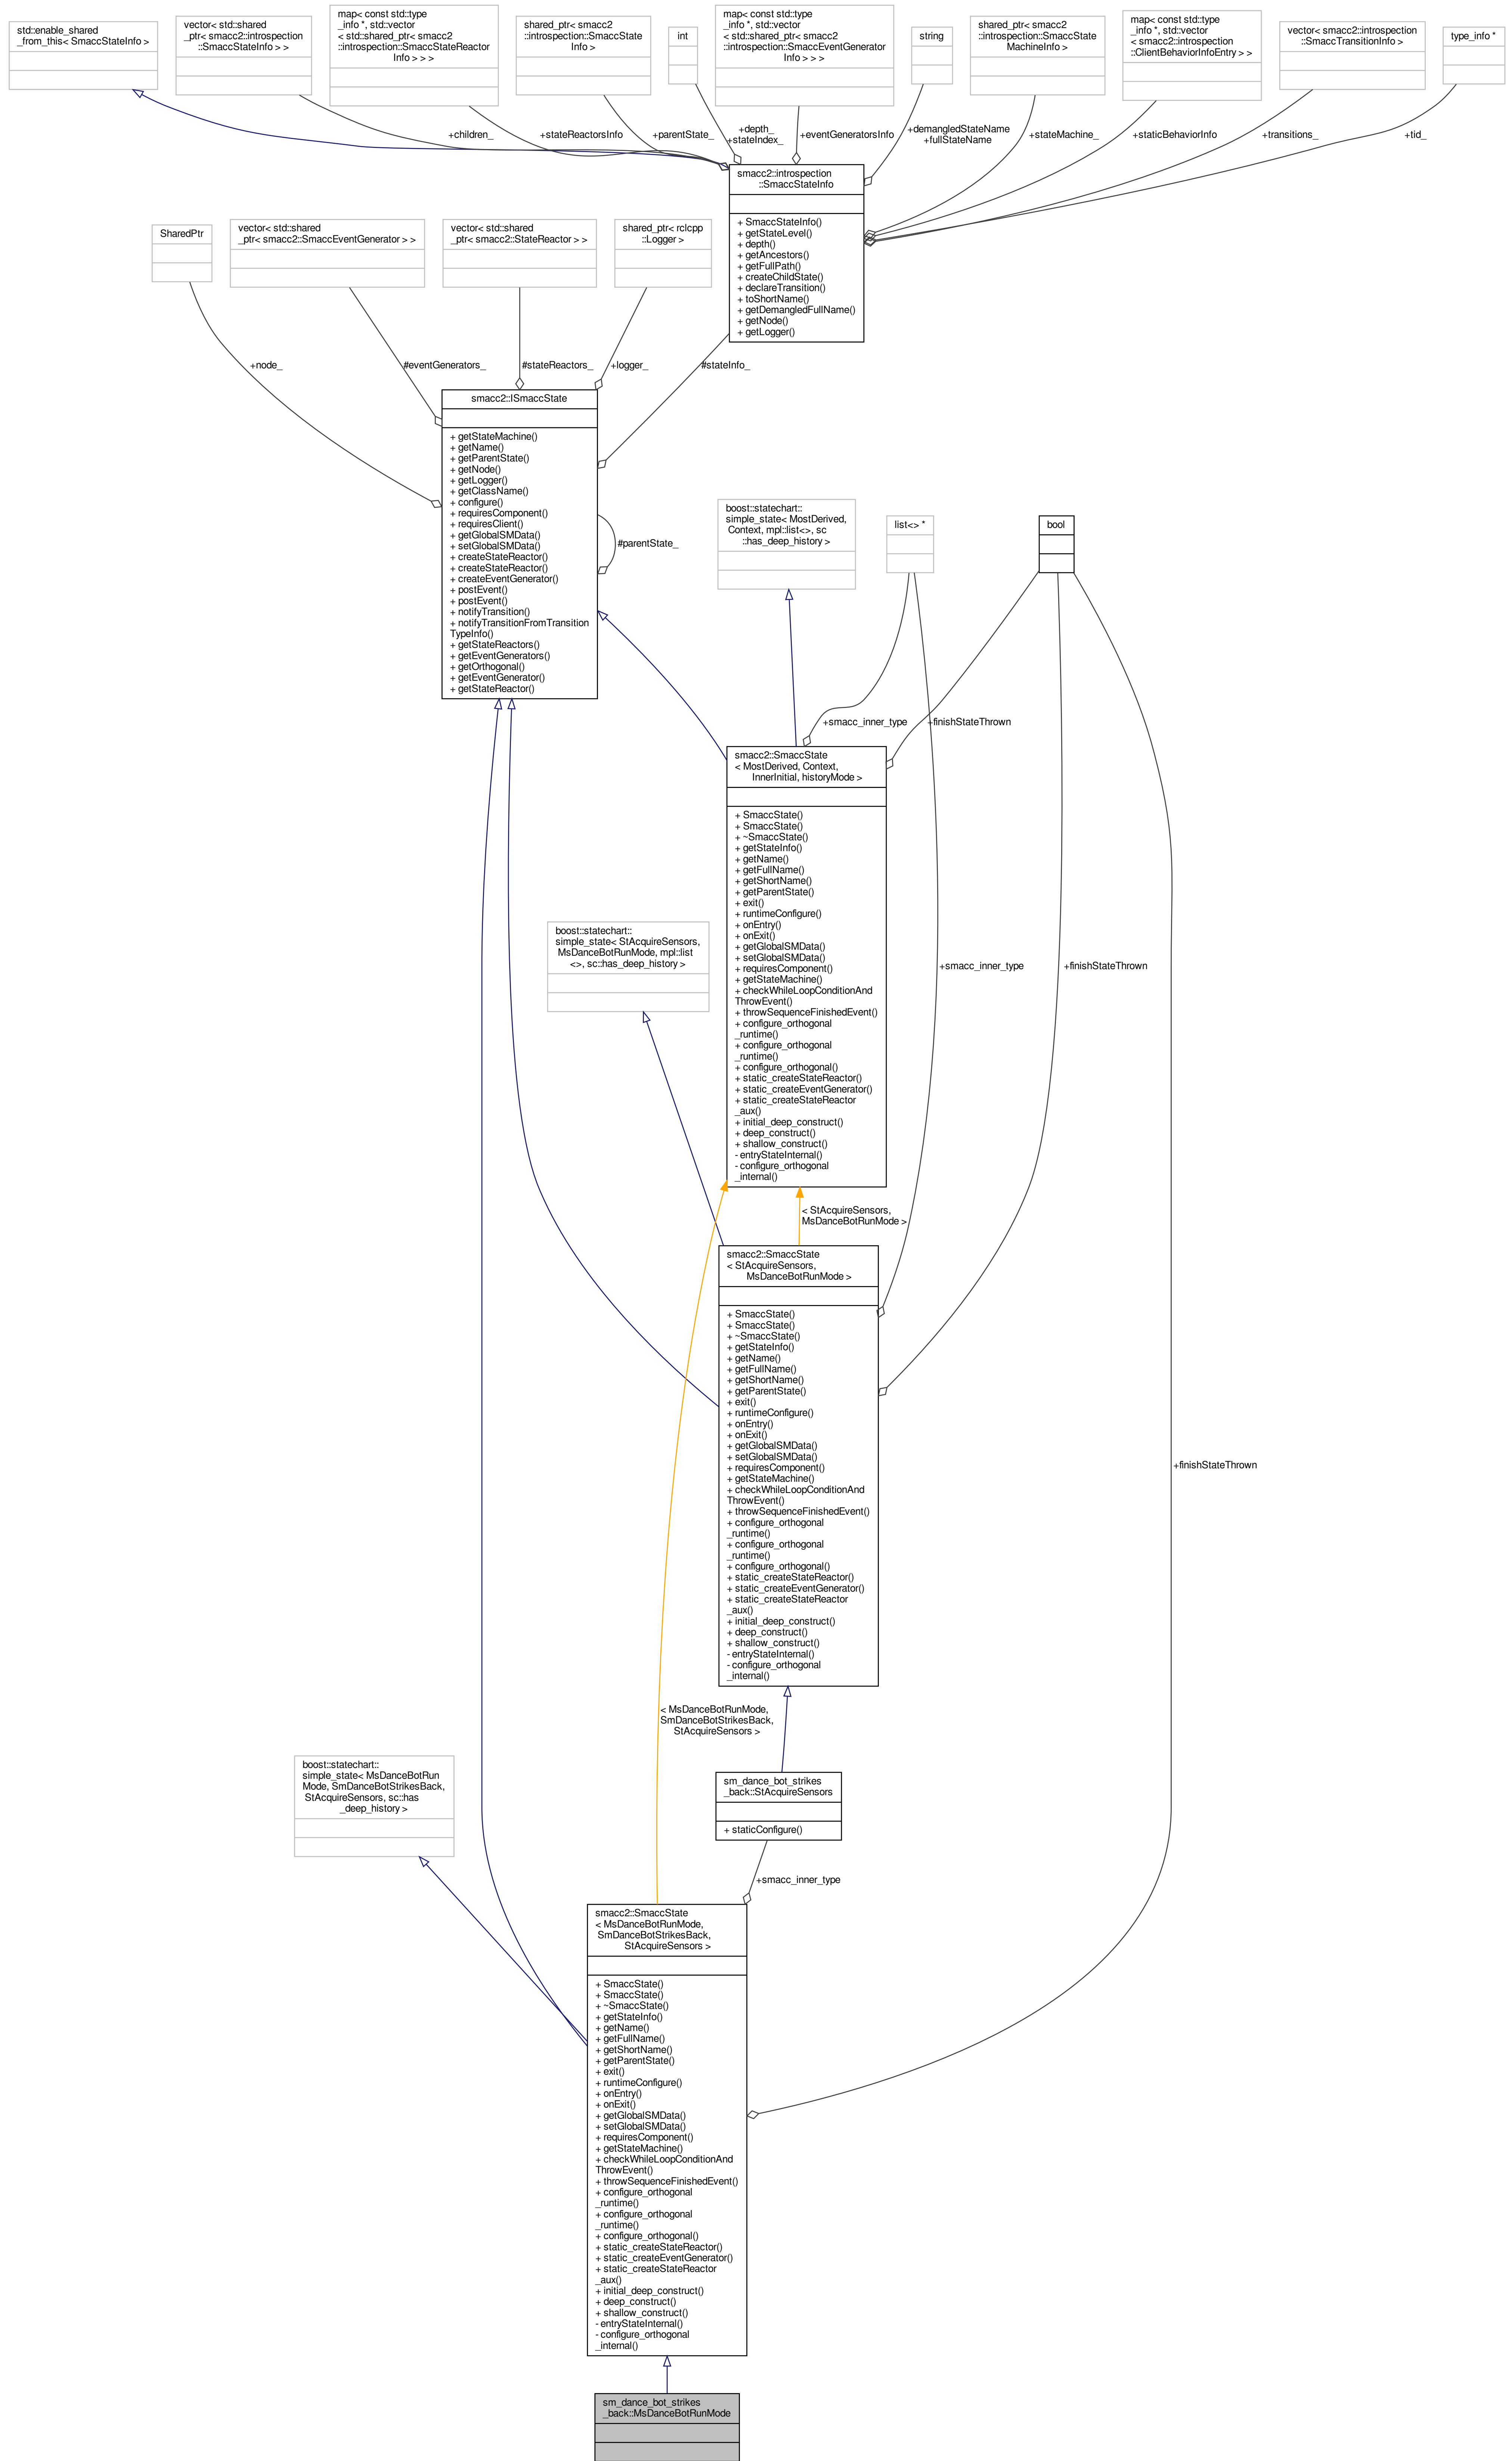 std::enable_shared
_from_this< SmaccStateInfo >
vector< std::shared
_ptr< smacc2::introspection
::SmaccStateInfo > >
map< const std::type
_info *, std::vector
< std::shared_ptr< smacc2
::introspection::SmaccStateReactor
Info > > >
shared_ptr< smacc2
::introspection::SmaccState
Info >
int
map< const std::type
_info *, std::vector
< std::shared_ptr< smacc2
::introspection::SmaccEventGenerator
Info > > >
string
shared_ptr< smacc2
::introspection::SmaccState
MachineInfo >
map< const std::type
_info *, std::vector
< smacc2::introspection
::ClientBehaviorInfoEntry > >
vector< smacc2::introspection
::SmaccTransitionInfo >
type_info *
+children_
+stateReactorsInfo
+parentState_
+depth_
+stateIndex_
+eventGeneratorsInfo
+demangledStateName
+fullStateName
+stateMachine_
+staticBehaviorInfo
+transitions_
+tid_
smacc2::introspection
::SmaccStateInfo
+ SmaccStateInfo()
+ getStateLevel()
+ depth()
+ getAncestors()
+ getFullPath()
+ createChildState()
+ declareTransition()
+ toShortName()
+ getDemangledFullName()
+ getNode()
+ getLogger()
SharedPtr
vector< std::shared
_ptr< smacc2::SmaccEventGenerator > >
vector< std::shared
_ptr< smacc2::StateReactor > >
shared_ptr< rclcpp
::Logger >
+node_
#eventGenerators_
#stateReactors_
+logger_
#stateInfo_
smacc2::ISmaccState
+ getStateMachine()
+ getName()
+ getParentState()
+ getNode()
+ getLogger()
+ getClassName()
+ configure()
+ requiresComponent()
+ requiresClient()
+ getGlobalSMData()
+ setGlobalSMData()
+ createStateReactor()
+ createStateReactor()
+ createEventGenerator()
+ postEvent()
+ postEvent()
+ notifyTransition()
+ notifyTransitionFromTransition
TypeInfo()
+ getStateReactors()
+ getEventGenerators()
+ getOrthogonal()
+ getEventGenerator()
+ getStateReactor()
#parentState_
boost::statechart::
simple_state< MostDerived,
Context, mpl::list<>, sc
::has_deep_history >
list<> *
bool
+smacc_inner_type
+finishStateThrown
smacc2::SmaccState
< MostDerived, Context,
InnerInitial, historyMode >
+ SmaccState()
+ SmaccState()
+ ~SmaccState()
+ getStateInfo()
+ getName()
+ getFullName()
+ getShortName()
+ getParentState()
+ exit()
+ runtimeConfigure()
+ onEntry()
+ onExit()
+ getGlobalSMData()
+ setGlobalSMData()
+ requiresComponent()
+ getStateMachine()
+ checkWhileLoopConditionAnd
ThrowEvent()
+ throwSequenceFinishedEvent()
+ configure_orthogonal
_runtime()
+ configure_orthogonal
_runtime()
+ configure_orthogonal()
+ static_createStateReactor()
+ static_createEventGenerator()
+ static_createStateReactor
_aux()
+ initial_deep_construct()
+ deep_construct()
+ shallow_construct()
- entryStateInternal()
- configure_orthogonal
_internal()
boost::statechart::
simple_state< StAcquireSensors,
MsDanceBotRunMode, mpl::list
<>, sc::has_deep_history >
+smacc_inner_type
+finishStateThrown
< StAcquireSensors,
MsDanceBotRunMode >
smacc2::SmaccState
< StAcquireSensors,
MsDanceBotRunMode >
+ SmaccState()
+ SmaccState()
+ ~SmaccState()
+ getStateInfo()
+ getName()
+ getFullName()
+ getShortName()
+ getParentState()
+ exit()
+ runtimeConfigure()
+ onEntry()
+ onExit()
+ getGlobalSMData()
+ setGlobalSMData()
+ requiresComponent()
+ getStateMachine()
+ checkWhileLoopConditionAnd
ThrowEvent()
+ throwSequenceFinishedEvent()
+ configure_orthogonal
_runtime()
+ configure_orthogonal
_runtime()
+ configure_orthogonal()
+ static_createStateReactor()
+ static_createEventGenerator()
+ static_createStateReactor
_aux()
+ initial_deep_construct()
+ deep_construct()
+ shallow_construct()
- entryStateInternal()
- configure_orthogonal
_internal()
+finishStateThrown
< MsDanceBotRunMode,
SmDanceBotStrikesBack,
StAcquireSensors >
boost::statechart::
simple_state< MsDanceBotRun
Mode, SmDanceBotStrikesBack,
StAcquireSensors, sc::has
_deep_history >
sm_dance_bot_strikes
_back::StAcquireSensors
+ staticConfigure()
+smacc_inner_type
smacc2::SmaccState
< MsDanceBotRunMode,
SmDanceBotStrikesBack,
StAcquireSensors >
+ SmaccState()
+ SmaccState()
+ ~SmaccState()
+ getStateInfo()
+ getName()
+ getFullName()
+ getShortName()
+ getParentState()
+ exit()
+ runtimeConfigure()
+ onEntry()
+ onExit()
+ getGlobalSMData()
+ setGlobalSMData()
+ requiresComponent()
+ getStateMachine()
+ checkWhileLoopConditionAnd
ThrowEvent()
+ throwSequenceFinishedEvent()
+ configure_orthogonal
_runtime()
+ configure_orthogonal
_runtime()
+ configure_orthogonal()
+ static_createStateReactor()
+ static_createEventGenerator()
+ static_createStateReactor
_aux()
+ initial_deep_construct()
+ deep_construct()
+ shallow_construct()
- entryStateInternal()
- configure_orthogonal
_internal()
sm_dance_bot_strikes
_back::MsDanceBotRunMode